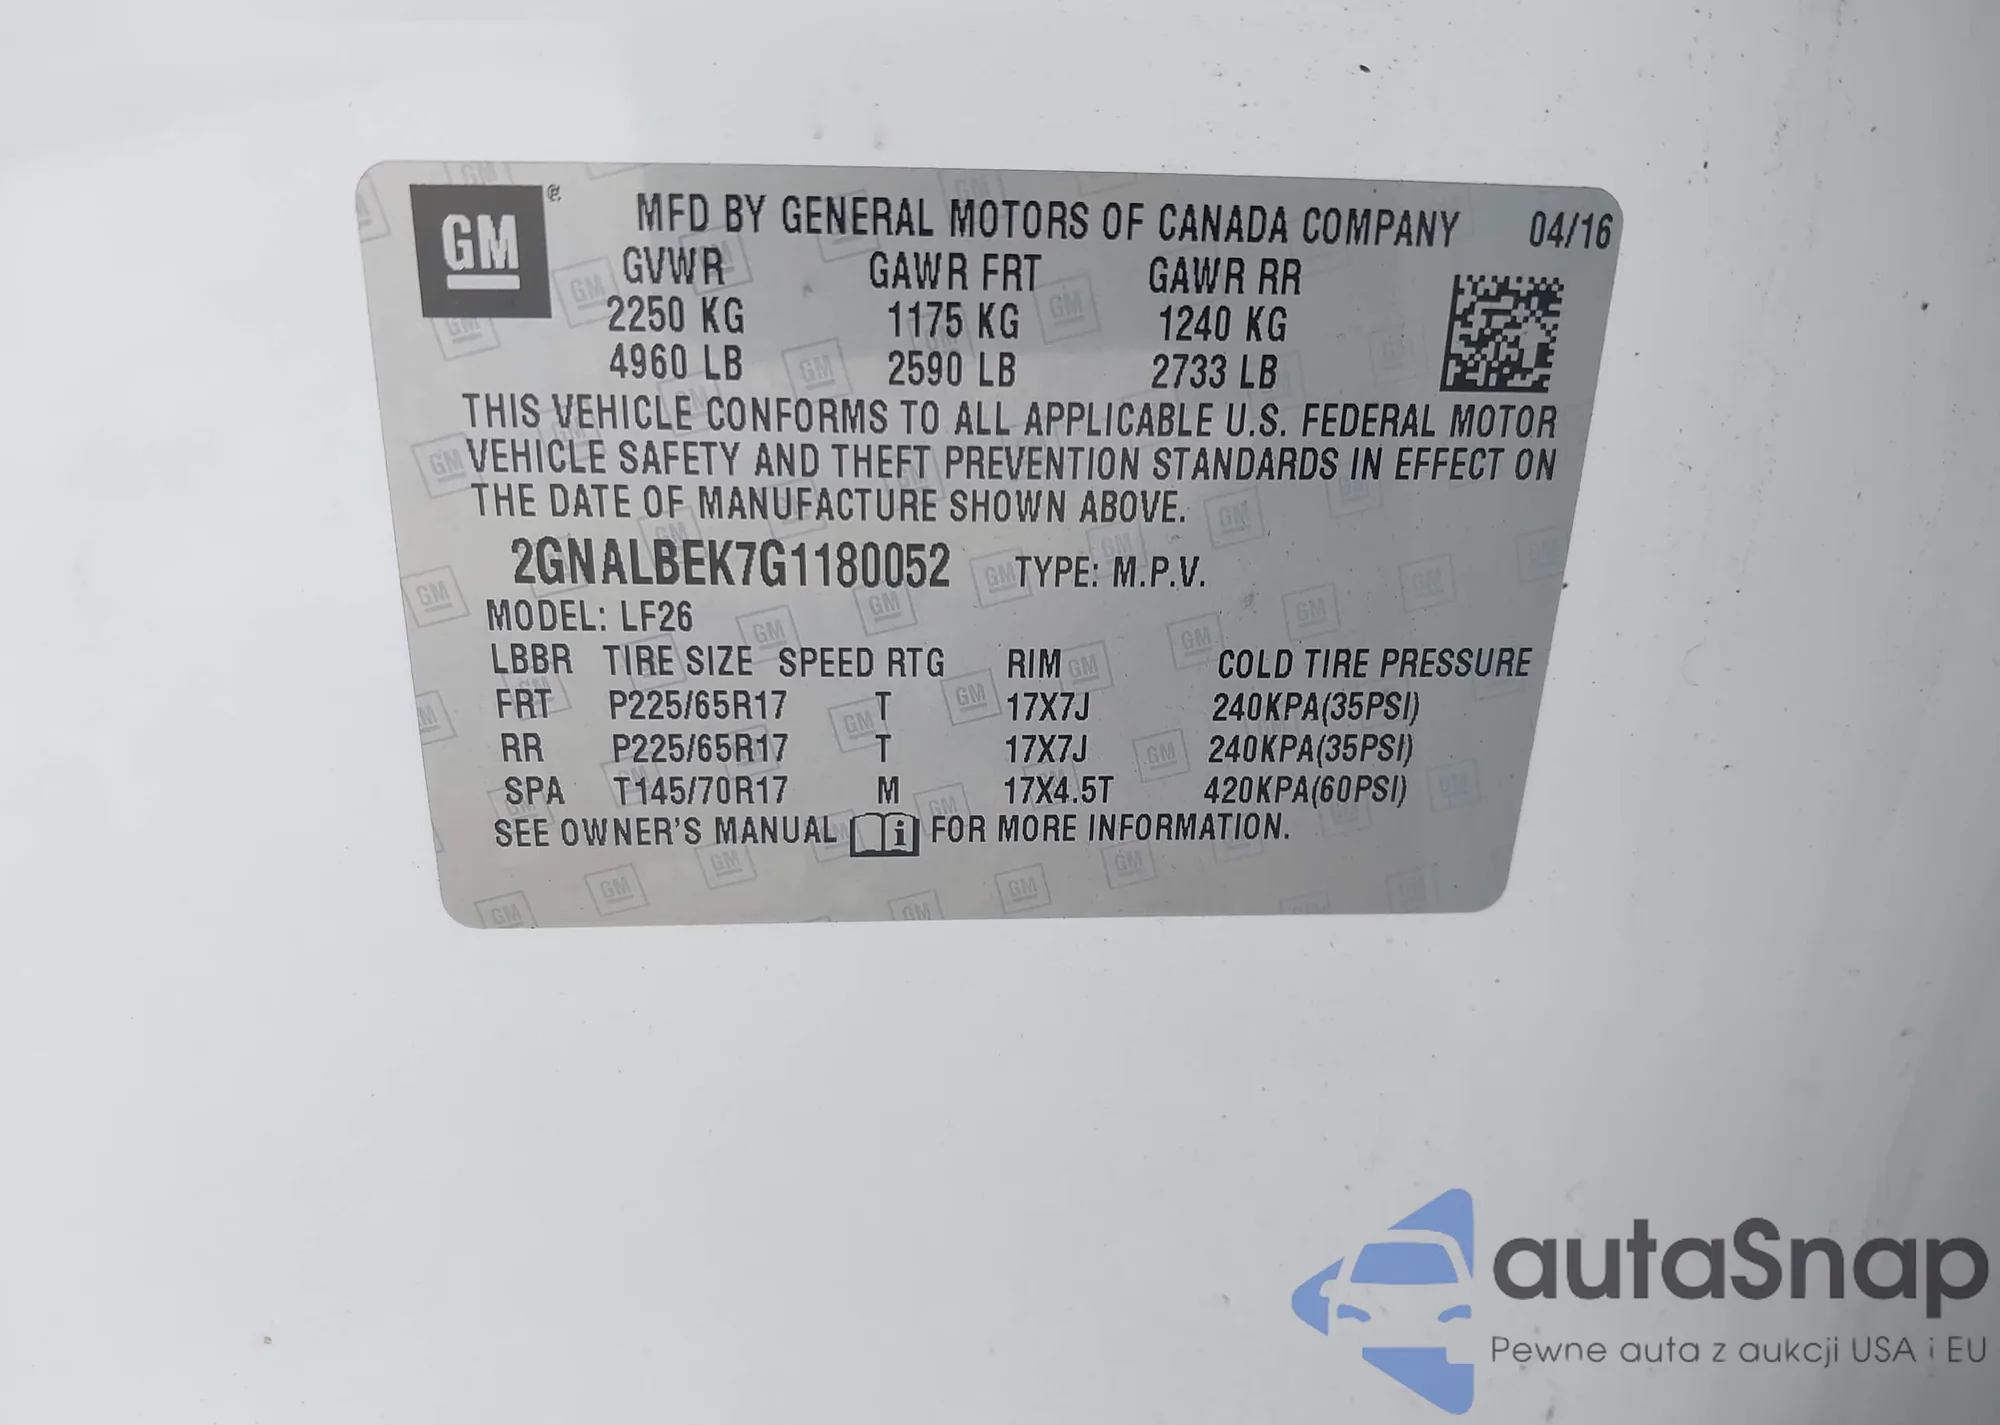 GM ®
MFD BY GENERAL MOTORS OF CANADA COMPANY 04/16
GVWR GAWR FRT GAWR RR
2250 KG 1175 KG 1240 KG
4960 LB 2590 LB 2733 LB
THIS VEHICLE CONFORMS TO ALL APPLICABLE U.S. FEDERAL MOTOR
VEHICLE SAFETY AND THEFT PREVENTION STANDARDS IN EFFECT ON
THE DATE OF MANUFACTURE SHOWN ABOVE.
2GNALBEK7G1180052 TYPE: M.P.V.
MODEL: LF26
LBBR TIRE SIZE SPEED RTG RIM COLD TIRE PRESSURE
FRT P225/65R17 T 17X7J 240KPA(35PSI)
RR P225/65R17 T 17X7J 240KPA(35PSI)
SPA T145/70R17 M 17X4.5T 420KPA(60PSI)
SEE OWNER'S MANUAL i FOR MORE INFORMATION.
autaSnap
Pewne auta z aukcji USA i EU